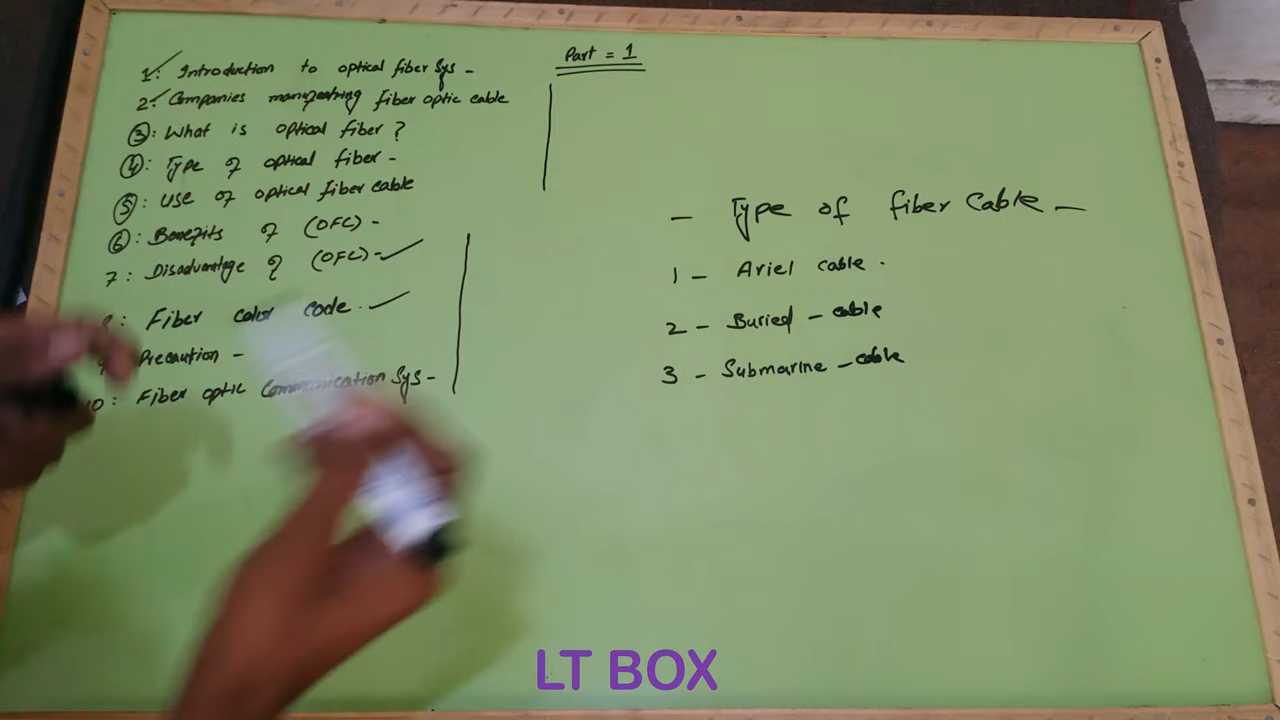 Part = 1
1: Introduction to optical fiber Sys -
2: Companies manufactring fiber optic cable
3: What is optical fiber?
4: Type of optical fiber -
5: Use of optical fiber cable
6: Benefits of (OFC) -
7: Disadvantage of (OFC) -
8: Fiber color code.
Precaution -
10: Fiber optic Communication Sys -
- Type of fiber Cable -
1 - Ariel cable.
2 - Buried - cable
3 - Submarine - cable
LT BOX